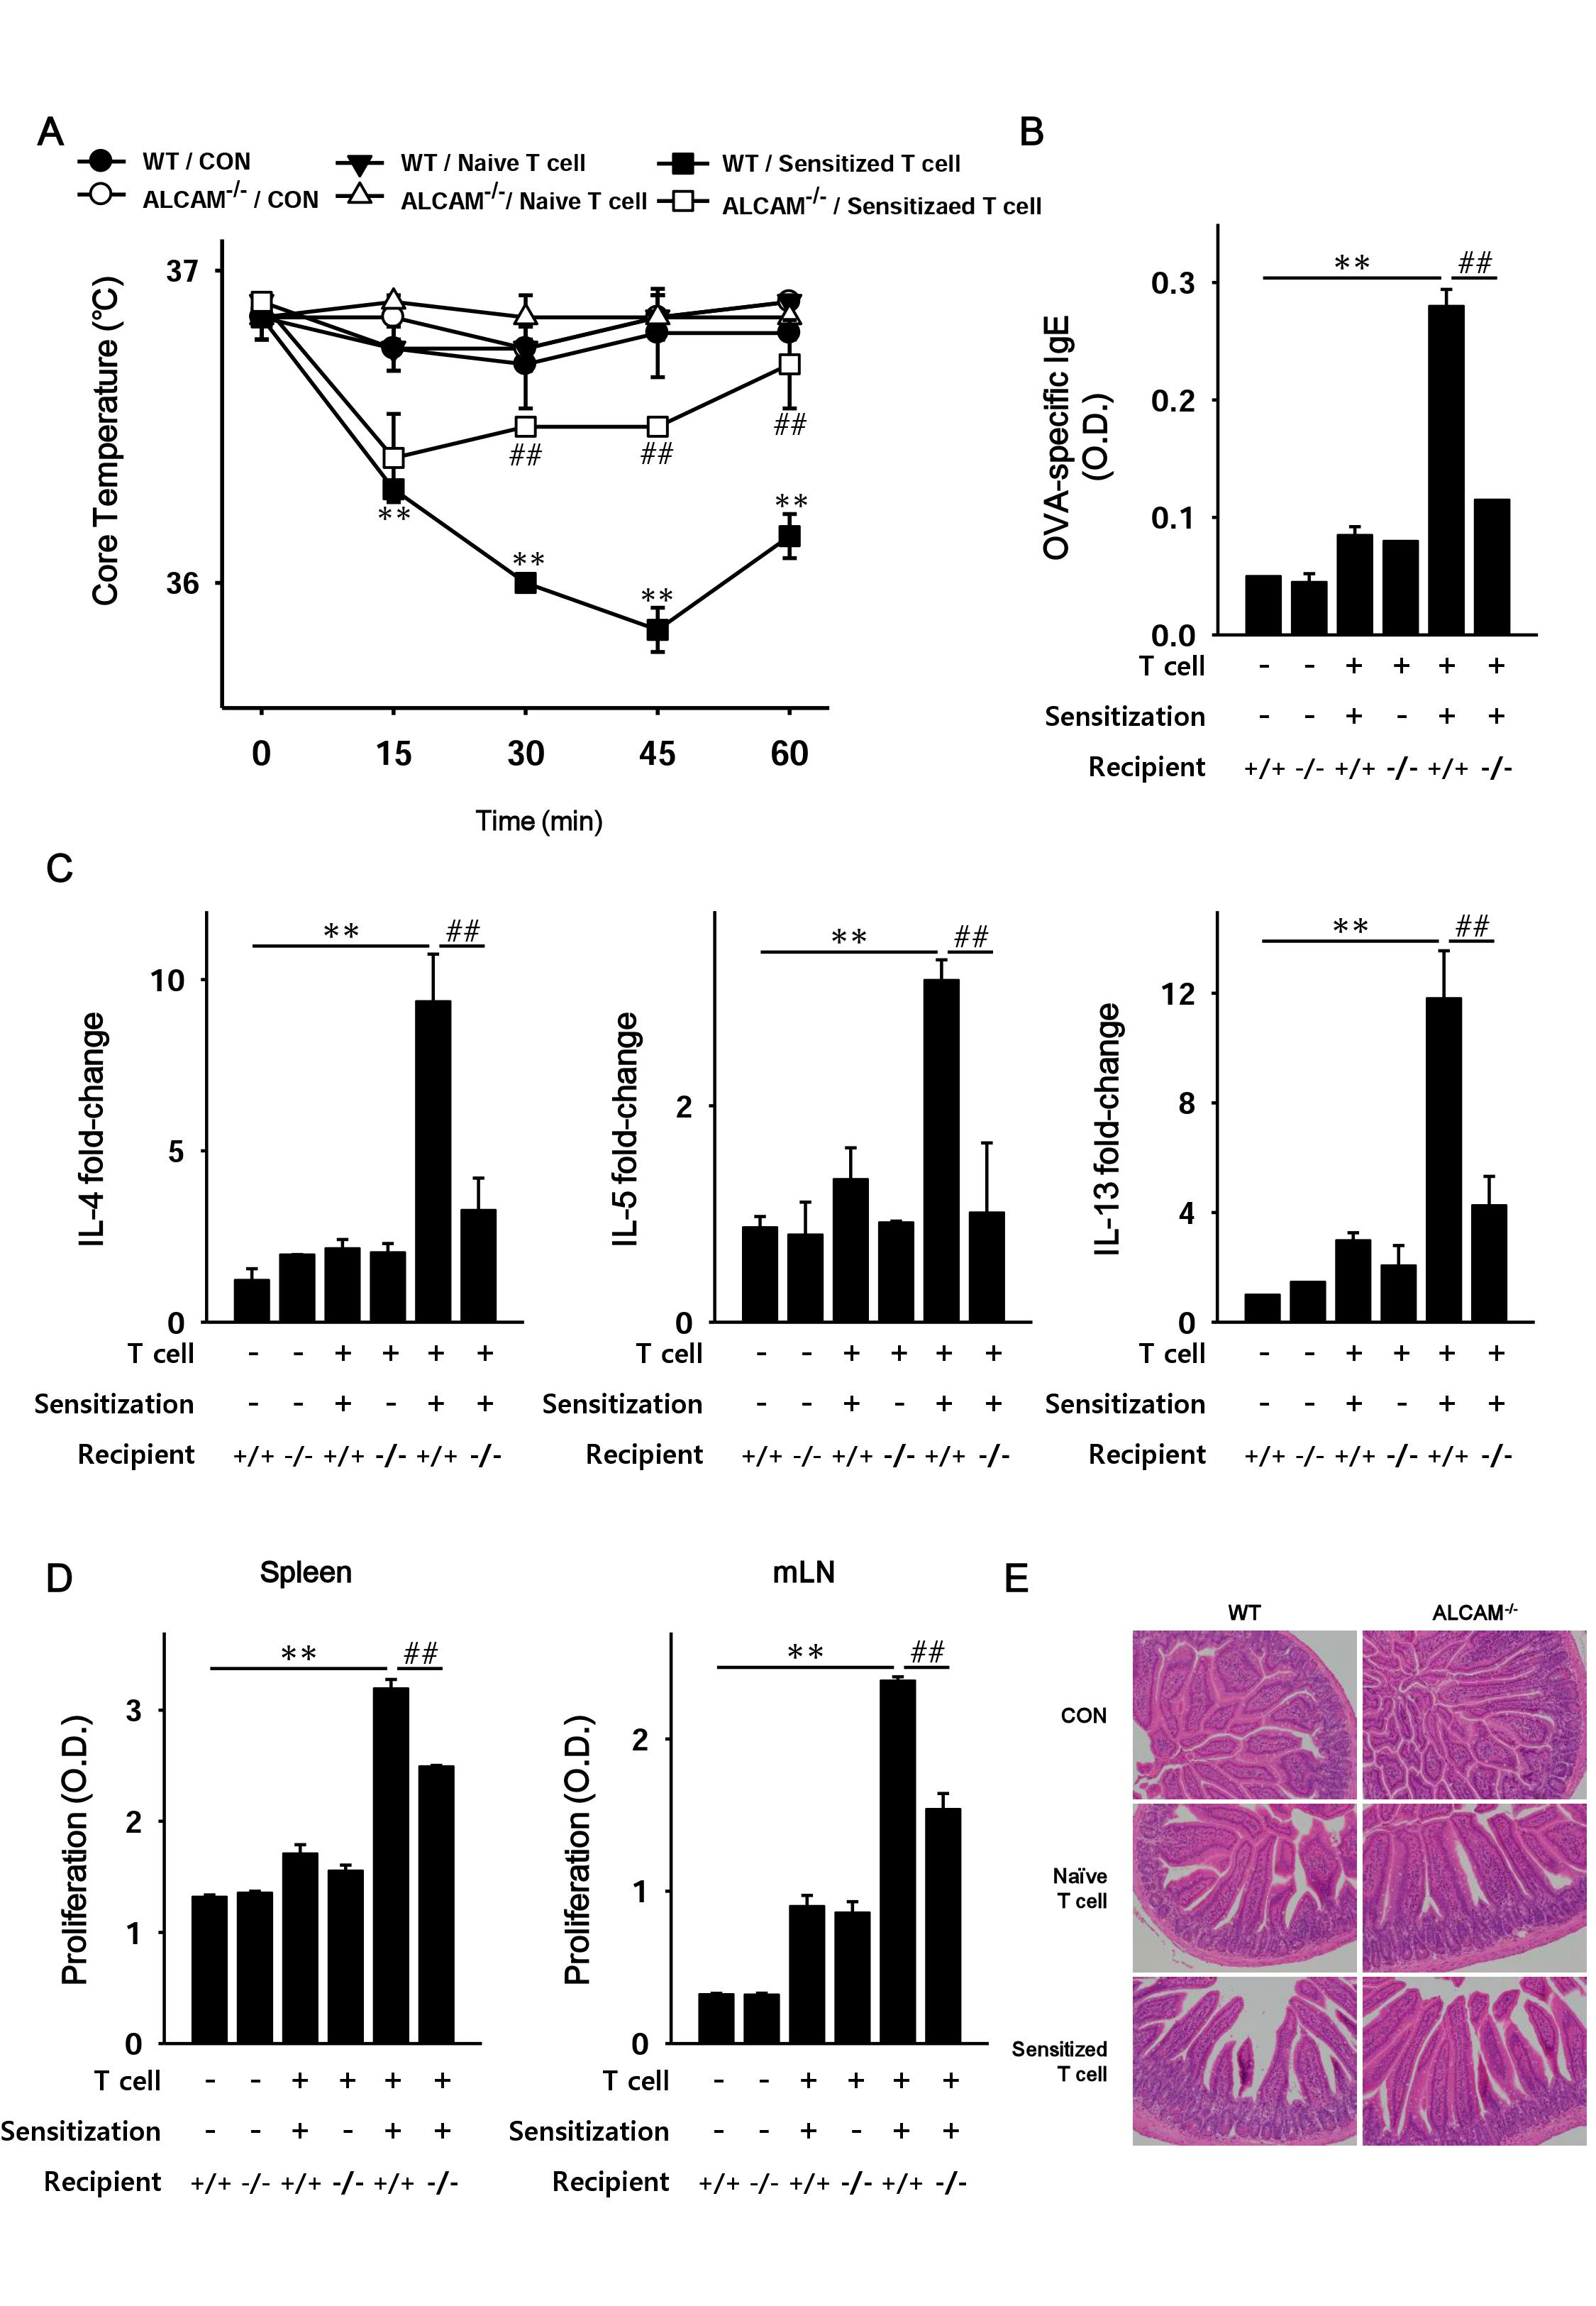 A
B
WT / CON
WT / Naive T cell
WT / Sensitized T cell
ALCAM-/- / CON
ALCAM-/-/ Naive T cell
ALCAM-/- / Sensitizaed T cell
Core Temperature (°C)
37
36
** ** ** **
## ## ##
0 15 30 45 60
Time (min)
OVA-specific IgE
(O.D.)
** ##
0.3
0.2
0.1
0.0
T cell - - + + + +
Sensitization - - + - + +
Recipient +/+ -/- +/+ -/- +/+ -/-
C
IL-4 fold-change
** ##
10
5
0
T cell - - + + + +
Sensitization - - + - + +
Recipient +/+ -/- +/+ -/- +/+ -/-
IL-5 fold-change
** ##
2
0
T cell - - + + + +
Sensitization - - + - + +
Recipient +/+ -/- +/+ -/- +/+ -/-
IL-13 fold-change
** ##
12
8
4
0
T cell - - + + + +
Sensitization - - + - + +
Recipient +/+ -/- +/+ -/- +/+ -/-
D
Spleen
Proliferation (O.D.)
** ##
3
2
1
0
T cell - - + + + +
Sensitization - - + - + +
Recipient +/+ -/- +/+ -/- +/+ -/-
mLN
Proliferation (O.D.)
** ##
2
1
0
T cell - - + + + +
Sensitization - - + - + +
Recipient +/+ -/- +/+ -/- +/+ -/-
E
WT
ALCAM-/-
CON
Naïve
T cell
Sensitized
T cell